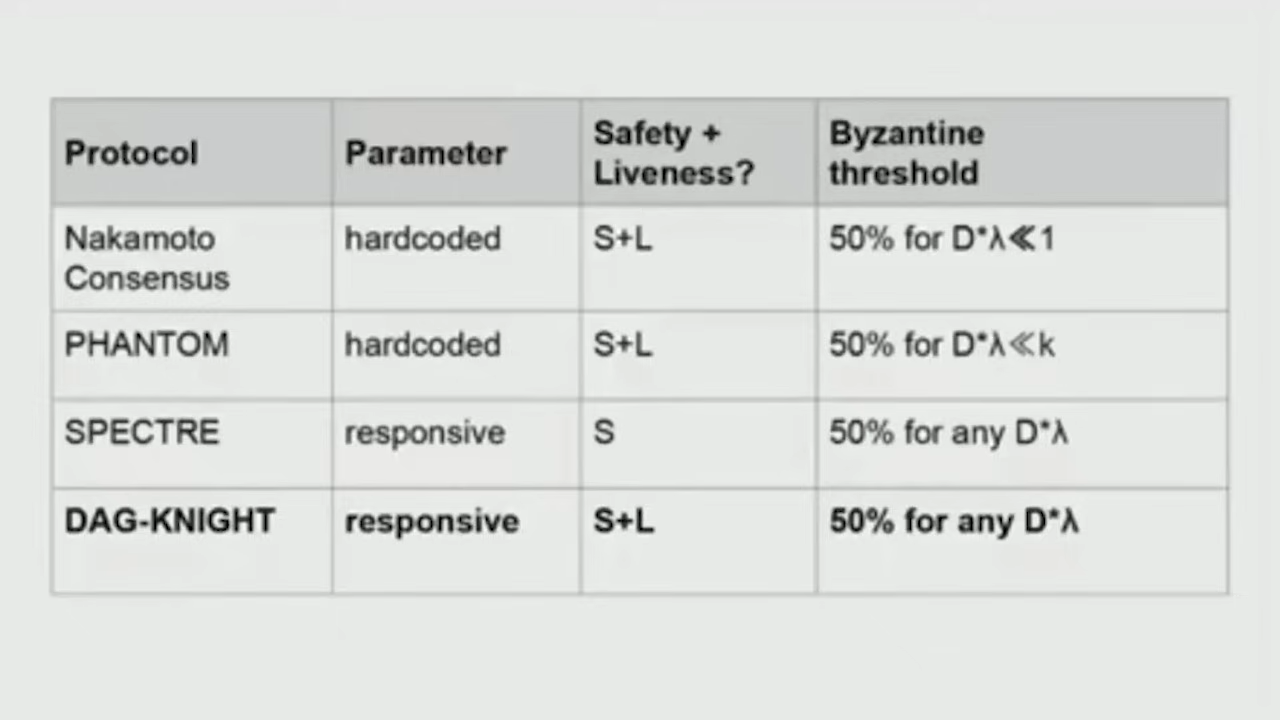 Protocol
Parameter
Safety +
Liveness?
Byzantine
threshold
Nakamoto
Consensus
hardcoded
S+L
50% for D*λ≪1
PHANTOM
hardcoded
S+L
50% for D*λ≪k
SPECTRE
responsive
S
50% for any D*λ
DAG-KNIGHT
responsive
S+L
50% for any D*λ